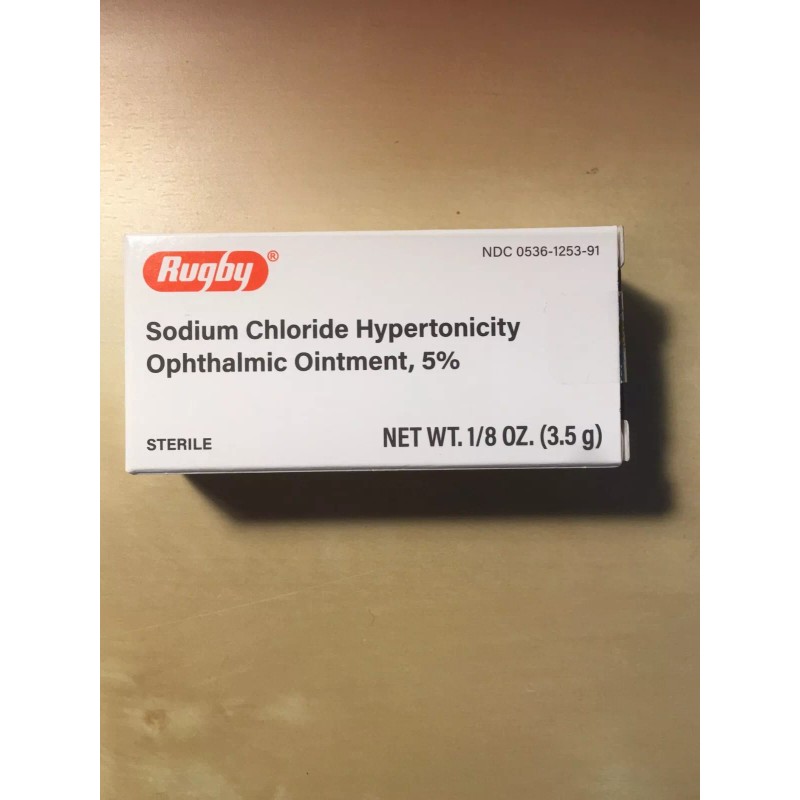 Rugby®
NDC 0536-1253-91
Sodium Chloride Hypertonicity
Ophthalmic Ointment, 5%
STERILE
NET WT. 1/8 OZ. (3.5 g)